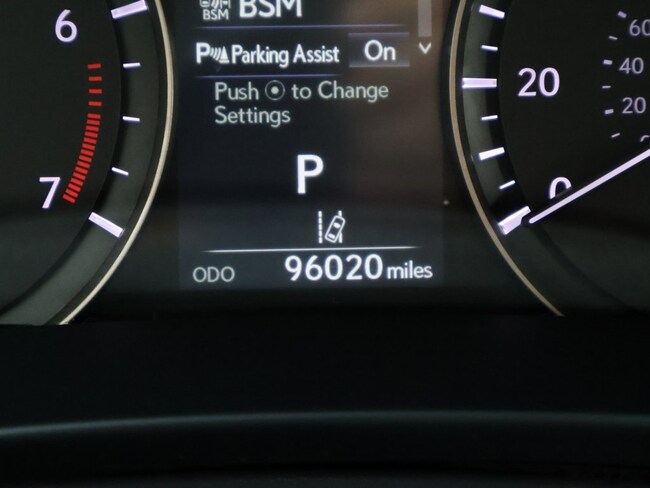 BSM BSM
P Parking Assist On
Push to Change
Settings
P
ODO 96020 miles
6
7
20
0
60
40
20